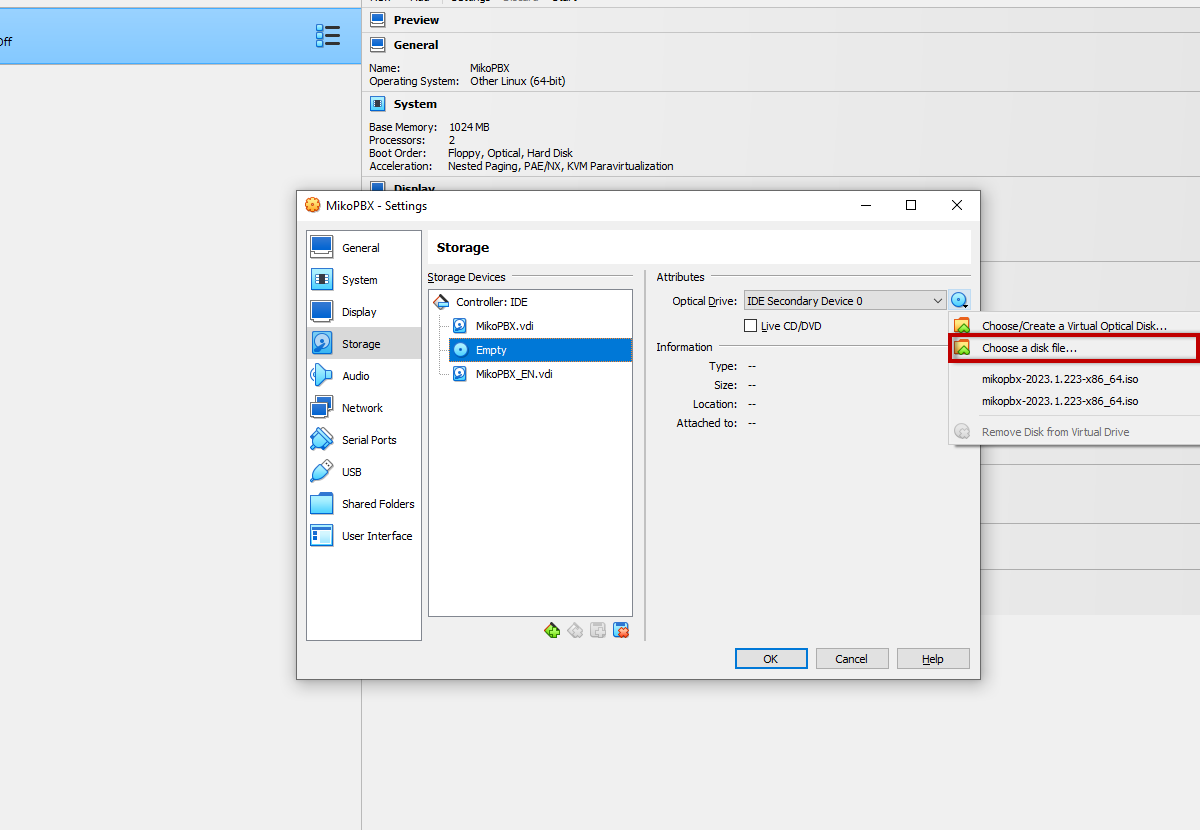 Off
Preview
General
Name: MikoPBX
Operating System: Other Linux (64-bit)
System
Base Memory: 1024 MB
Processors: 2
Boot Order: Floppy, Optical, Hard Disk
Acceleration: Nested Paging, PAE/NX, KVM Paravirtualization
Display
MikoPBX - Settings
General
System
Display
Storage
Audio
Network
Serial Ports
USB
Shared Folders
User Interface
Storage
Storage Devices
Controller: IDE
MikoPBX.vdi
Empty
MikoPBX_EN.vdi
Attributes
Optical Drive: IDE Secondary Device 0
Live CD/DVD
Information
Type: --
Size: --
Location: --
Attached to: --
Choose/Create a Virtual Optical Disk...
Choose a disk file...
mikopbx-2023.1.223-x86_64.iso
mikopbx-2023.1.223-x86_64.iso
Remove Disk from Virtual Drive
OK Cancel Help